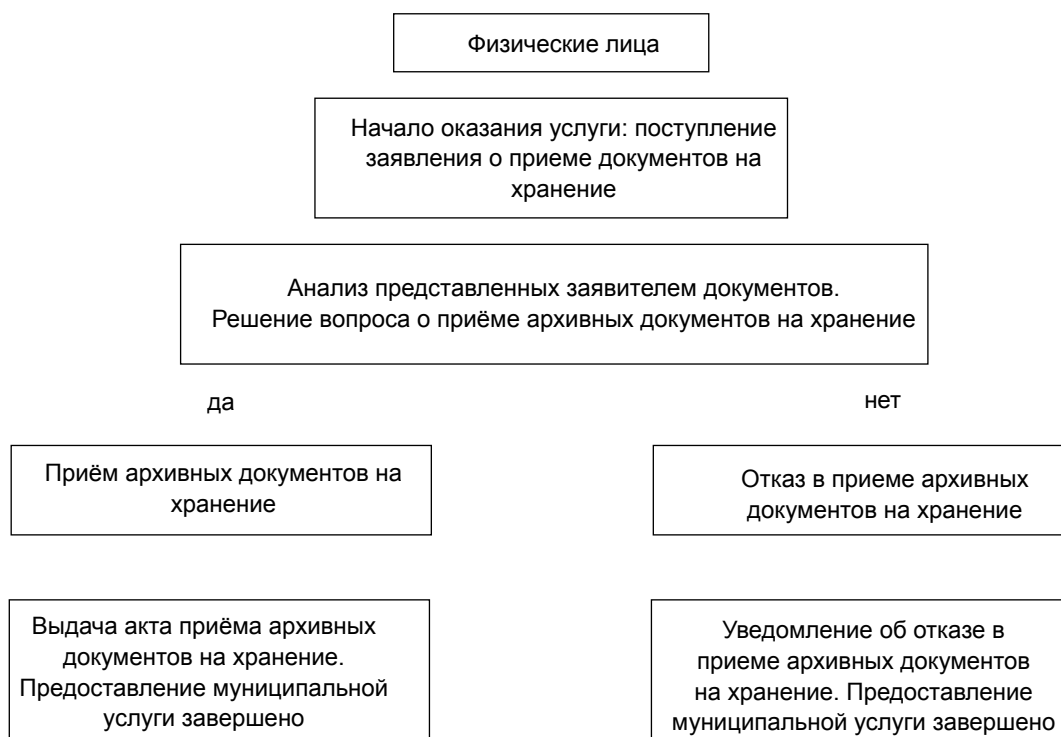 Физические лица
Начало оказания услуги: поступление
заявления о приеме документов на
хранение
Анализ представленных заявителем документов.
Решение вопроса о приёме архивных документов на хранение
да
нет
Приём архивных документов на
хранение
Отказ в приеме архивных
документов на хранение
Выдача акта приёма архивных
документов на хранение.
Предоставление муниципальной
услуги завершено
Уведомление об отказе в
приеме архивных документов
на хранение. Предоставление
муниципальной услуги завершено